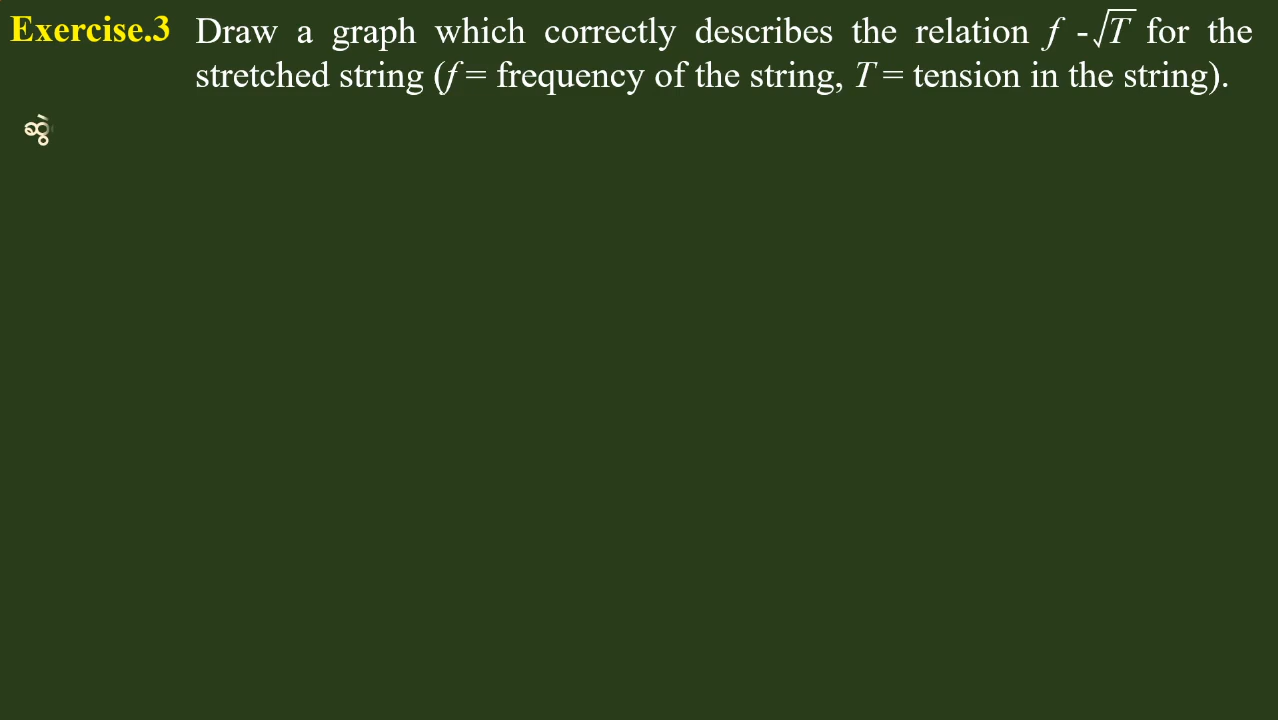 Exercise.3 Draw a graph which correctly describes the relation f - √T for the
stretched string (f = frequency of the string, T = tension in the string).
ဆွဲ